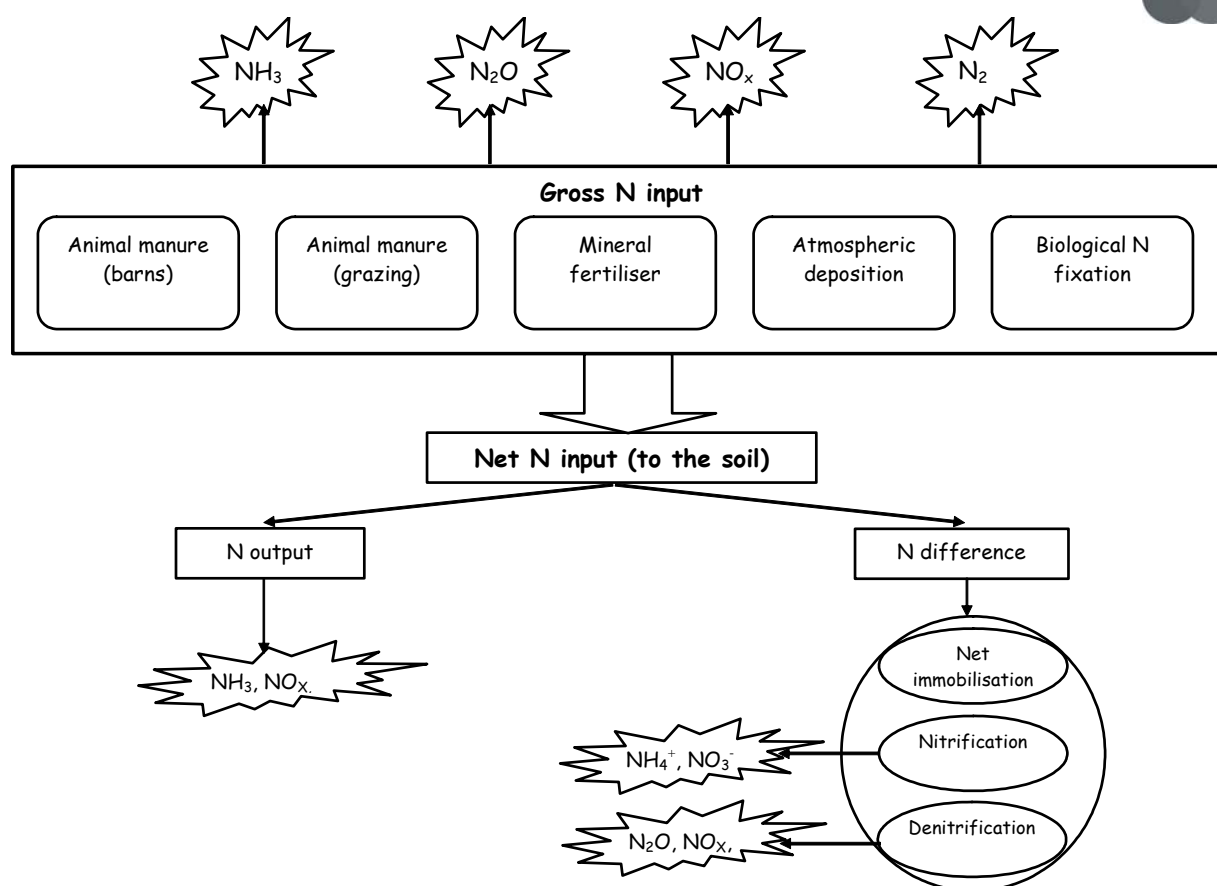 NH₃ N₂O NOₓ N₂
Gross N input
Animal manure
(barns)
Animal manure
(grazing)
Mineral
fertiliser
Atmospheric
deposition
Biological N
fixation
Net N input (to the soil)
N output
N difference
NH₃, NOX.
Net
immobilisation
Nitrification
NH₄⁺, NO₃⁻
Denitrification
N₂O, NOX,